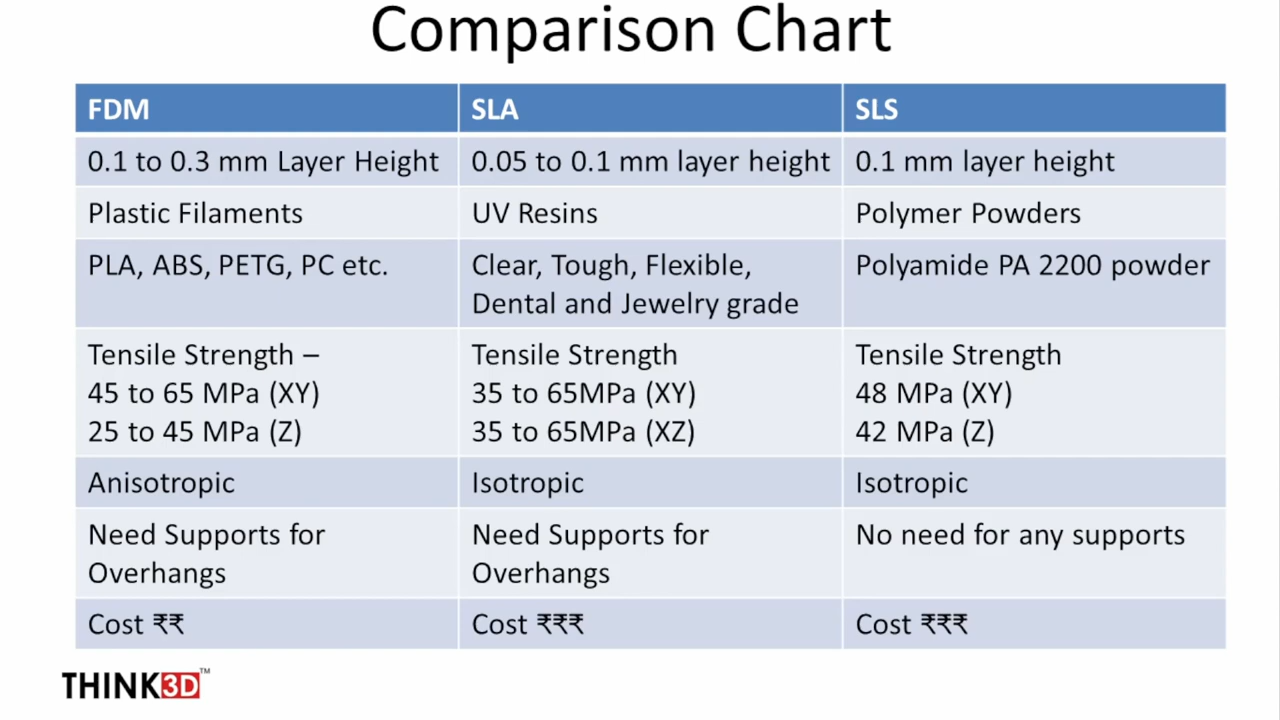 Comparison Chart
FDM
SLA
SLS
0.1 to 0.3 mm Layer Height
0.05 to 0.1 mm layer height
0.1 mm layer height
Plastic Filaments
UV Resins
Polymer Powders
PLA, ABS, PETG, PC etc.
Clear, Tough, Flexible,
Dental and Jewelry grade
Polyamide PA 2200 powder
Tensile Strength –
45 to 65 MPa (XY)
25 to 45 MPa (Z)
Tensile Strength
35 to 65MPa (XY)
35 to 65MPa (XZ)
Tensile Strength
48 MPa (XY)
42 MPa (Z)
Anisotropic
Isotropic
Isotropic
Need Supports for
Overhangs
Need Supports for
Overhangs
No need for any supports
Cost ₹₹
Cost ₹₹₹
Cost ₹₹₹
THINK3D™